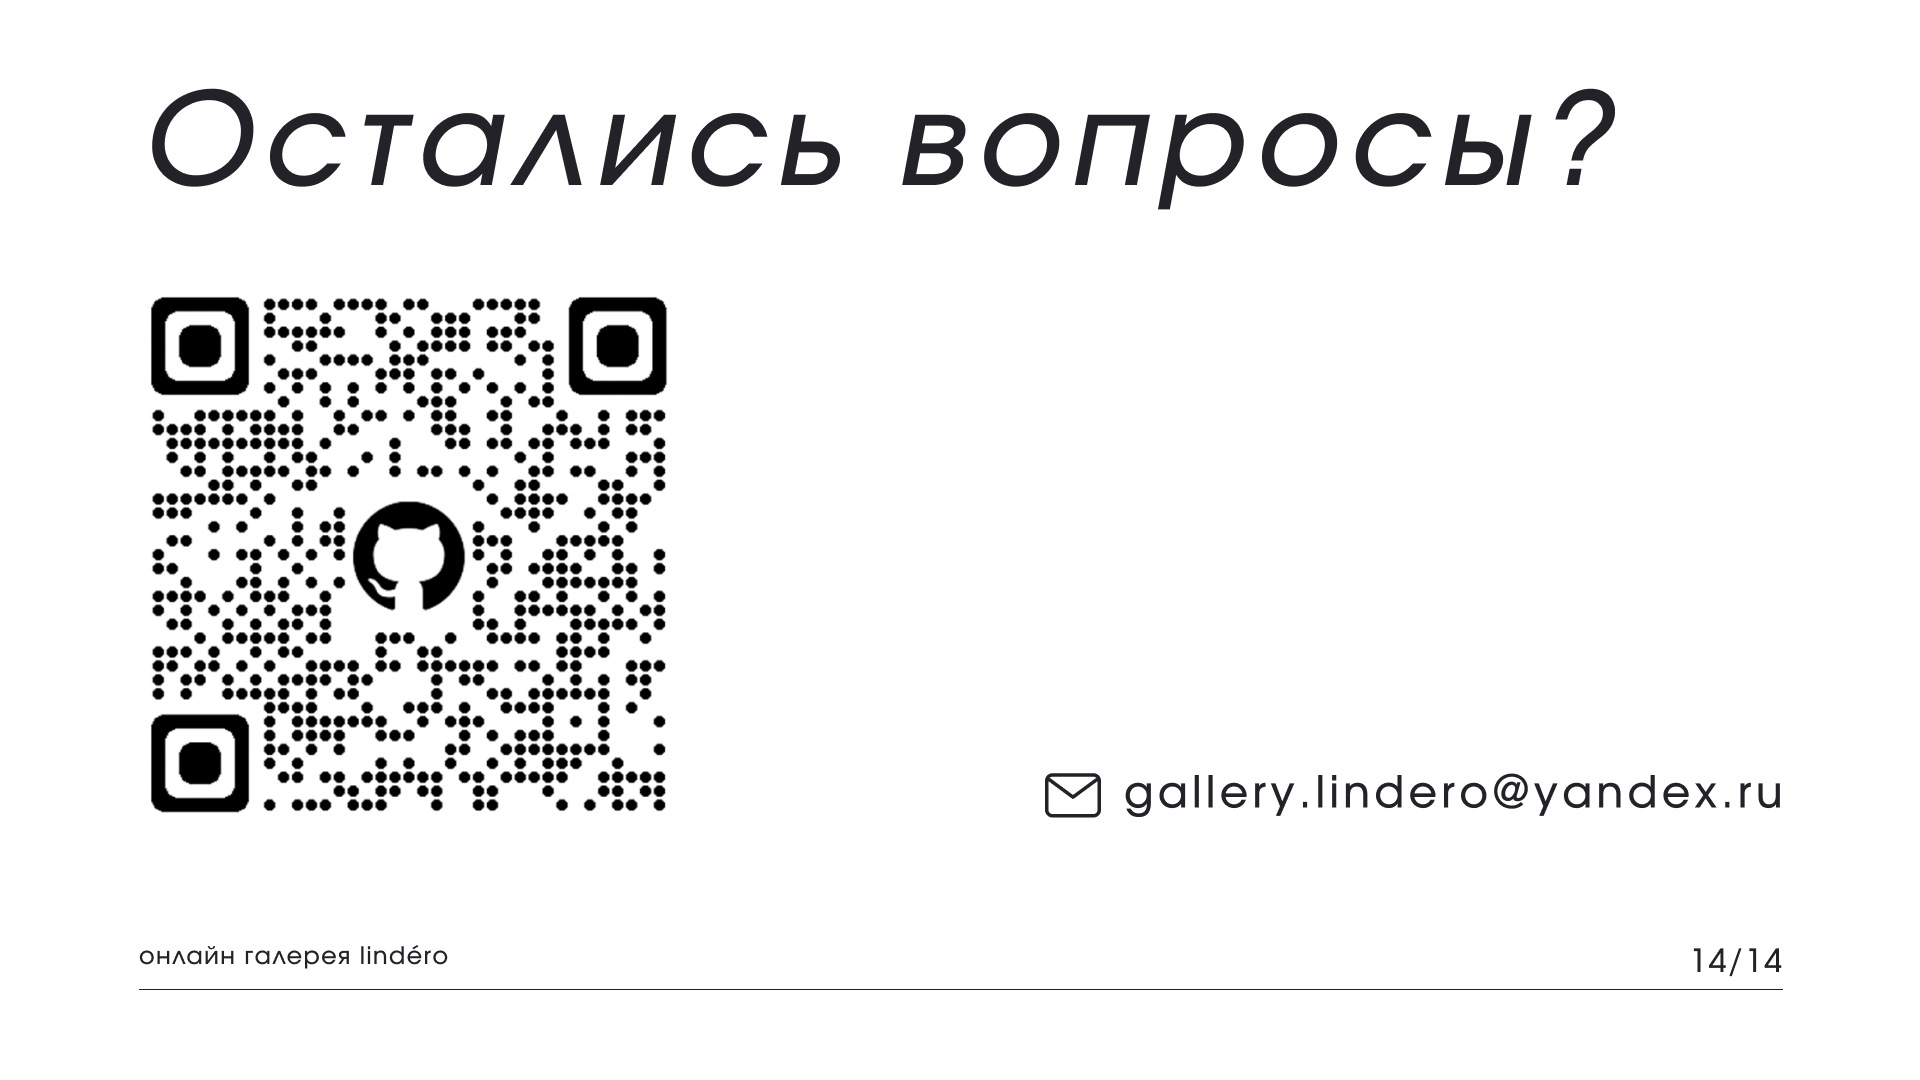 Остались вопросы?
gallery.lindero@yandex.ru
онлайн галерея lindéro
14/14